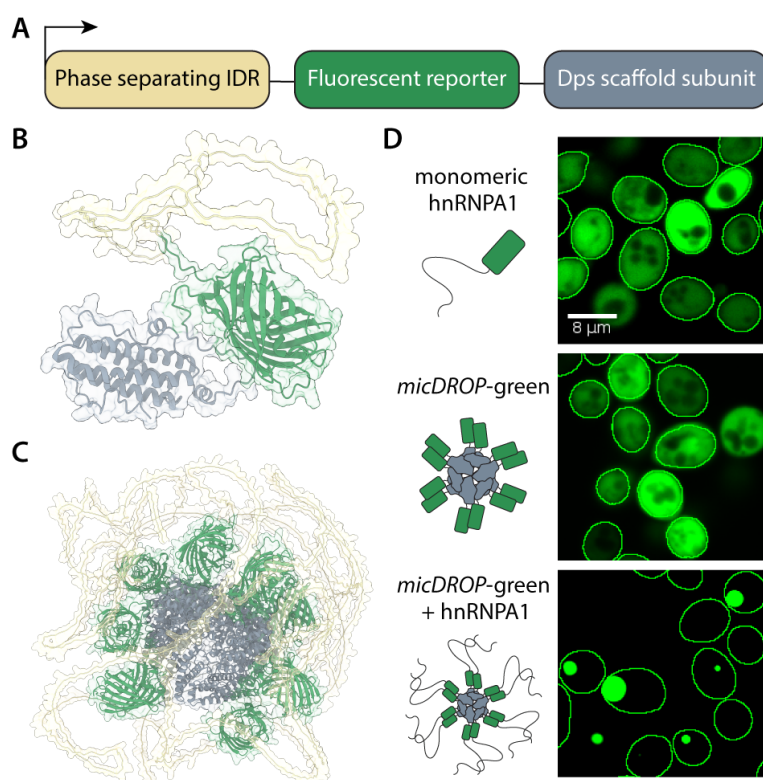 A
Phase separating IDR
Fluorescent reporter
Dps scaffold subunit
B
C
D
monomeric
hnRNPA1
8 µm
micDROP-green
micDROP-green
+ hnRNPA1